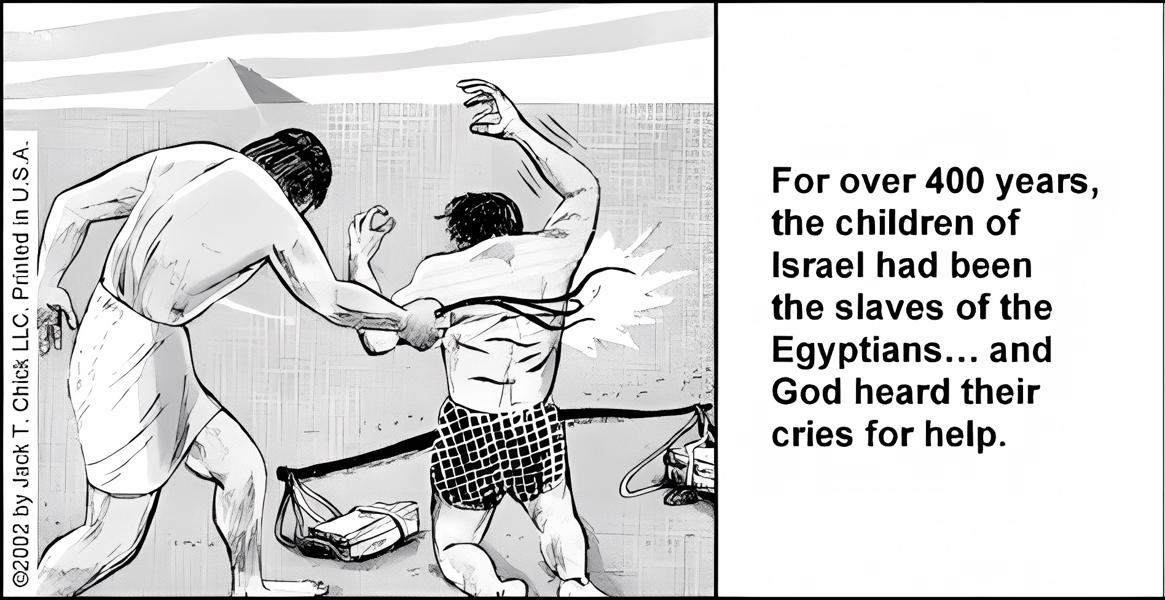 ©2002 by Jack T. Chick LLC. Printed in U.S.A.
For over 400 years,
the children of
Israel had been
the slaves of the
Egyptians... and
God heard their
cries for help.